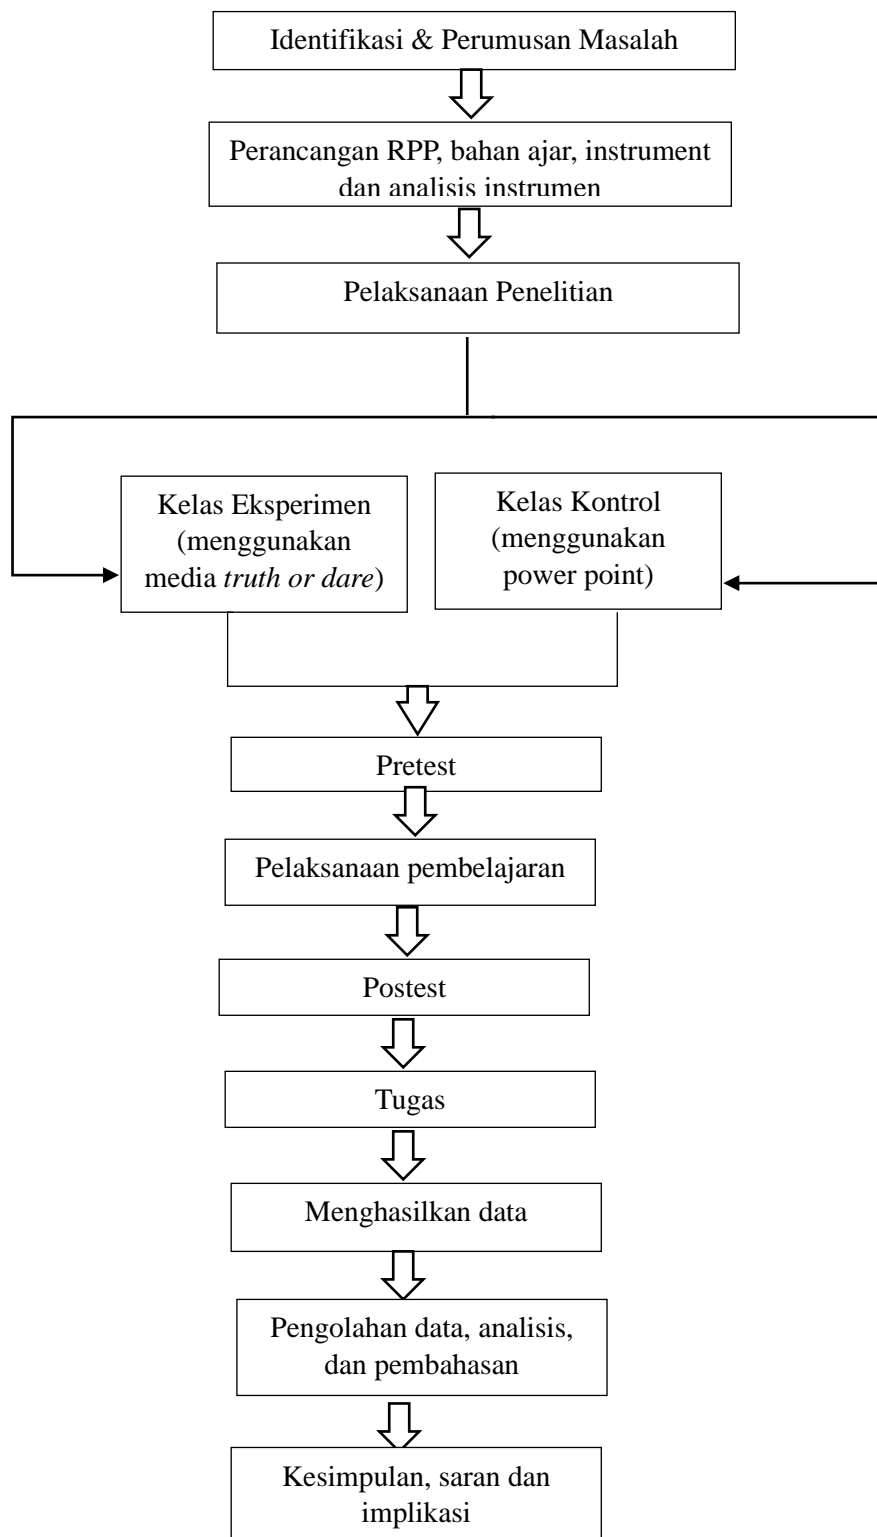 Identifikasi & Perumusan Masalah
Perancangan RPP, bahan ajar, instrument
dan analisis instrumen
Pelaksanaan Penelitian
Kelas Eksperimen
(menggunakan
media truth or dare)
Kelas Kontrol
(menggunakan
power point)
Pretest
Pelaksanaan pembelajaran
Postest
Tugas
Menghasilkan data
Pengolahan data, analisis,
dan pembahasan
Kesimpulan, saran dan
implikasi